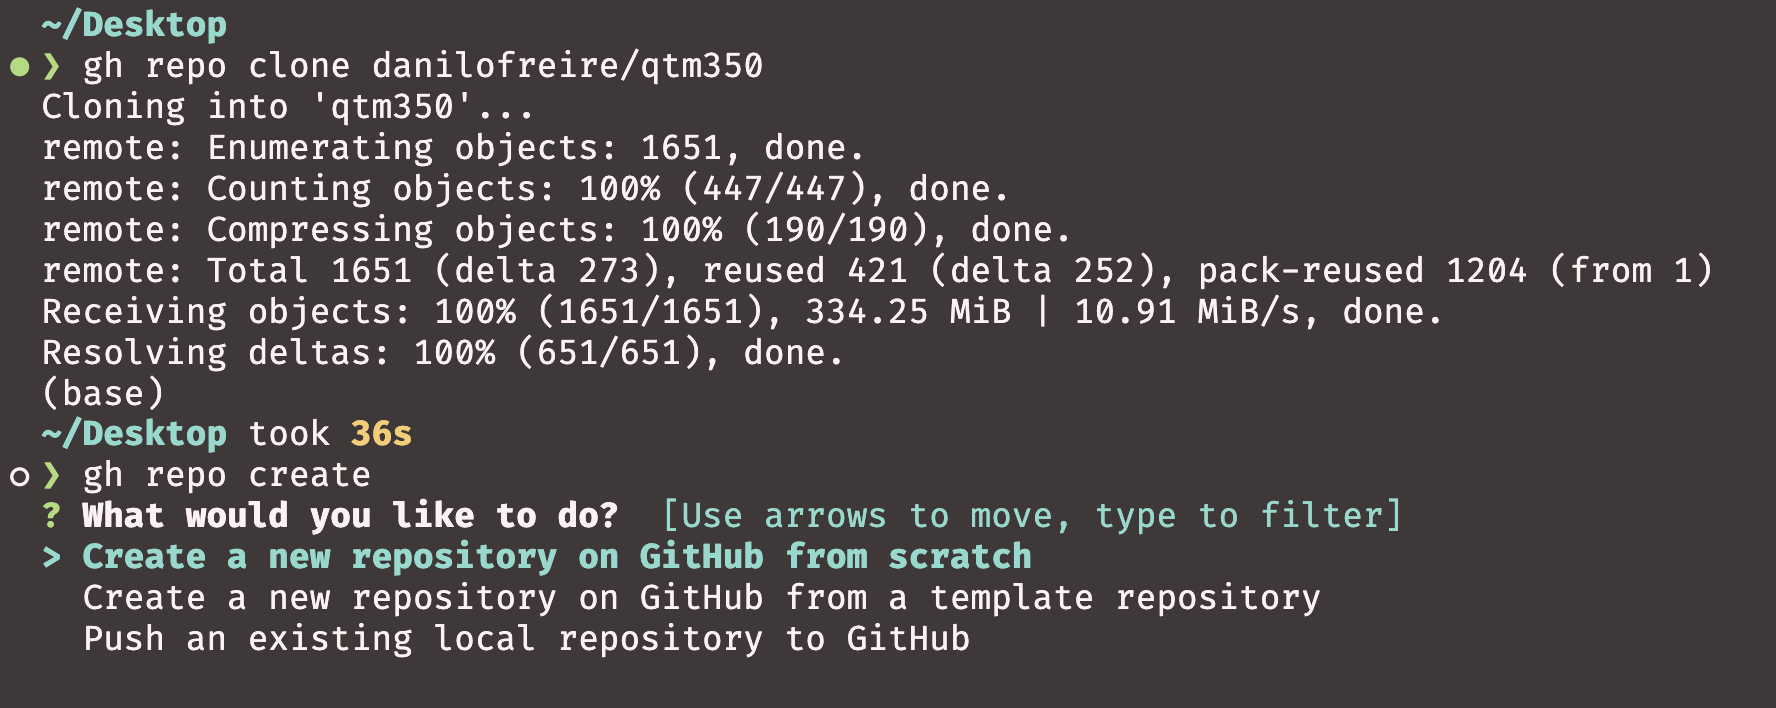 ~/Desktop
❯ gh repo clone danilofreire/qtm350
Cloning into 'qtm350'...
remote: Enumerating objects: 1651, done.
remote: Counting objects: 100% (447/447), done.
remote: Compressing objects: 100% (190/190), done.
remote: Total 1651 (delta 273), reused 421 (delta 252), pack-reused 1204 (from 1)
Receiving objects: 100% (1651/1651), 334.25 MiB | 10.91 MiB/s, done.
Resolving deltas: 100% (651/651), done.
(base)
~/Desktop took 36s
❯ gh repo create
? What would you like to do?  [Use arrows to move, type to filter]
> Create a new repository on GitHub from scratch
Create a new repository on GitHub from a template repository
Push an existing local repository to GitHub